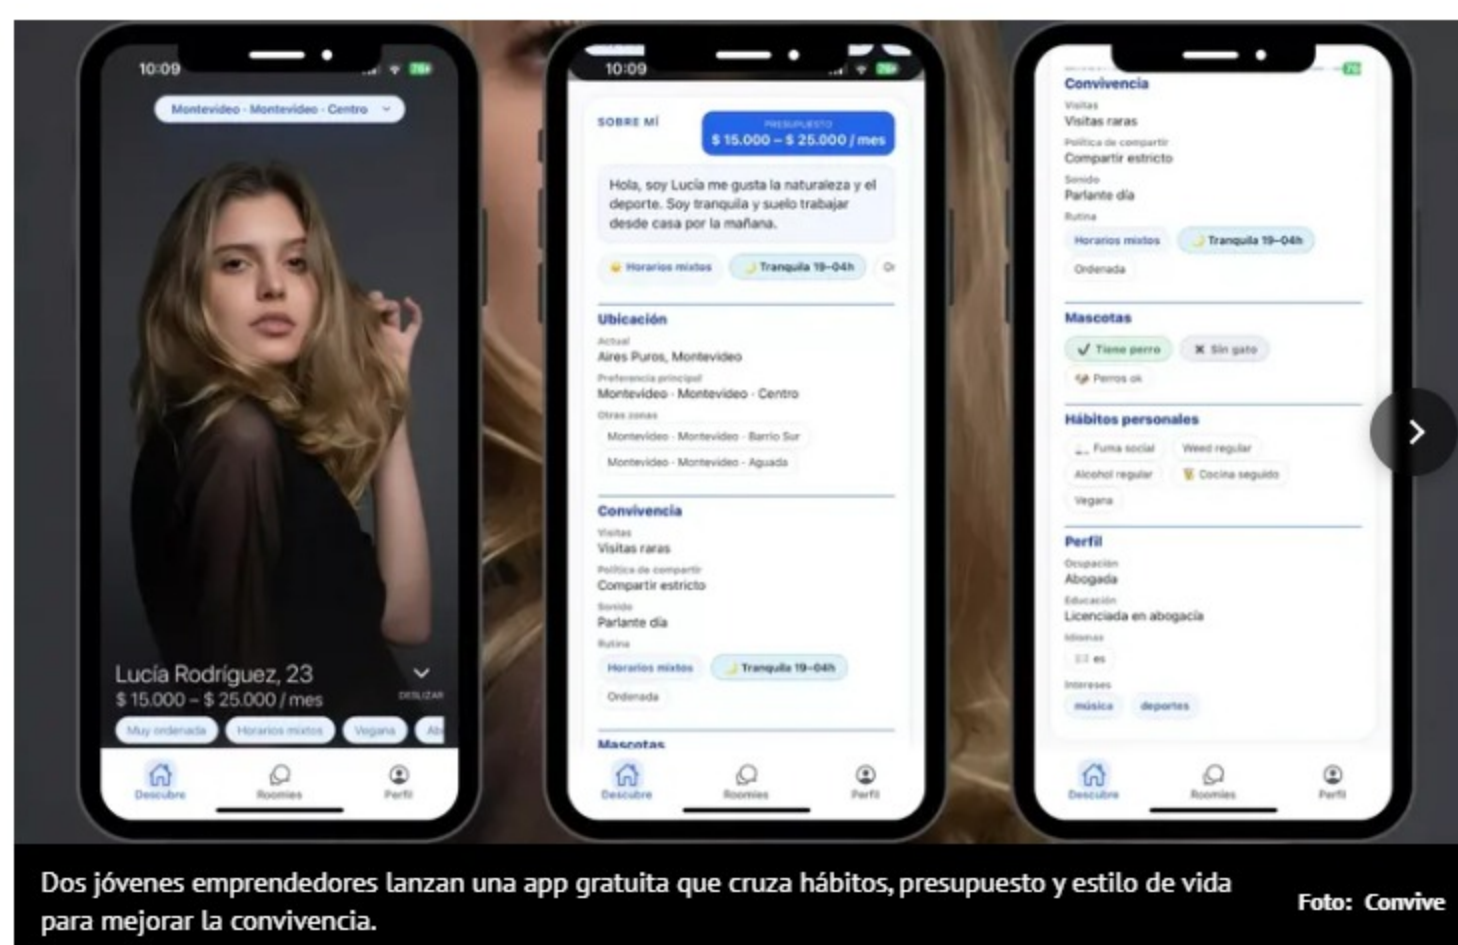 10:09
Montevideo · Montevideo · Centro
Lucía Rodríguez, 23
$ 15.000 – $ 25.000 / mes
DESLIZAR
Muy ordenada
Horarios mixtos
Vegana
Descubre
Roomies
Perfil
10:09
SOBRE MÍ
PRESUPUESTO
$ 15.000 – $ 25.000 / mes
Hola, soy Lucía me gusta la naturaleza y el
deporte. Soy tranquila y suelo trabajar
desde casa por la mañana.
Horarios mixtos
Tranquila 19–04h
Ubicación
Actual
Aires Puros, Montevideo
Preferencia principal
Montevideo · Montevideo · Centro
Otras zonas
Montevideo · Montevideo · Barrio Sur
Montevideo · Montevideo · Aguada
Convivencia
Visitas
Visitas raras
Política de compartir
Compartir estricto
Sonido
Parlante día
Rutina
Horarios mixtos
Tranquila 19–04h
Ordenada
Mascotas
Descubre
Roomies
Perfil
Convivencia
Visitas
Visitas raras
Política de compartir
Compartir estricto
Sonido
Parlante día
Rutina
Horarios mixtos
Tranquila 19–04h
Ordenada
Mascotas
Tiene perro
Sin gato
Perros ok
Hábitos personales
Fuma social
Weed regular
Alcohol regular
Cocina seguido
Vegana
Perfil
Ocupación
Abogada
Educación
Licenciada en abogacía
Idiomas
es
Intereses
música
deportes
Descubre
Roomies
Perfil
Dos jóvenes emprendedores lanzan una app gratuita que cruza hábitos, presupuesto y estilo de vida
para mejorar la convivencia.
Foto: Convive